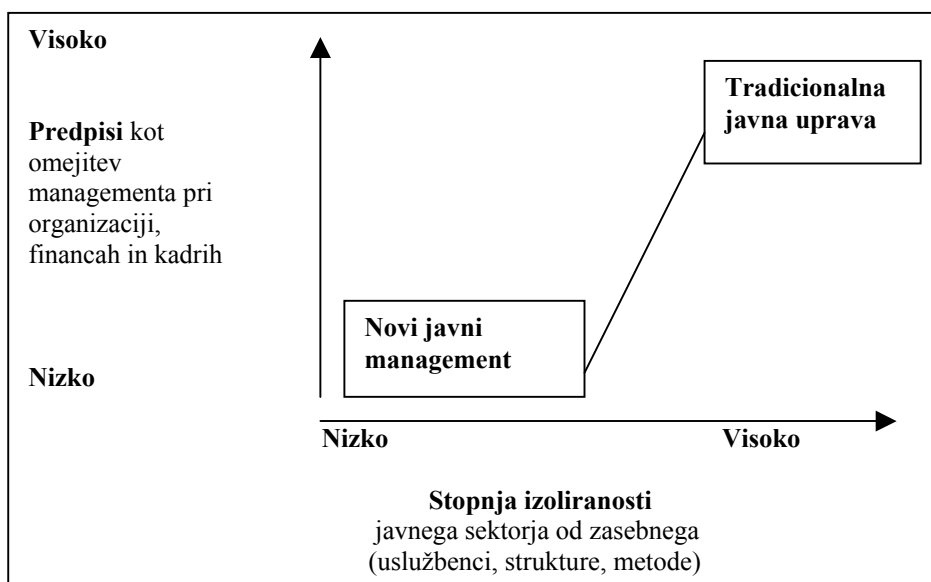 Visoko
Predpisi kot
omejitev
managementa pri
organizaciji,
financah in kadrih
Nizko
Tradicionalna
javna uprava
Novi javni
management
Nizko
Visoko
Stopnja izoliranosti
javnega sektorja od zasebnega
(uslužbenci, strukture, metode)